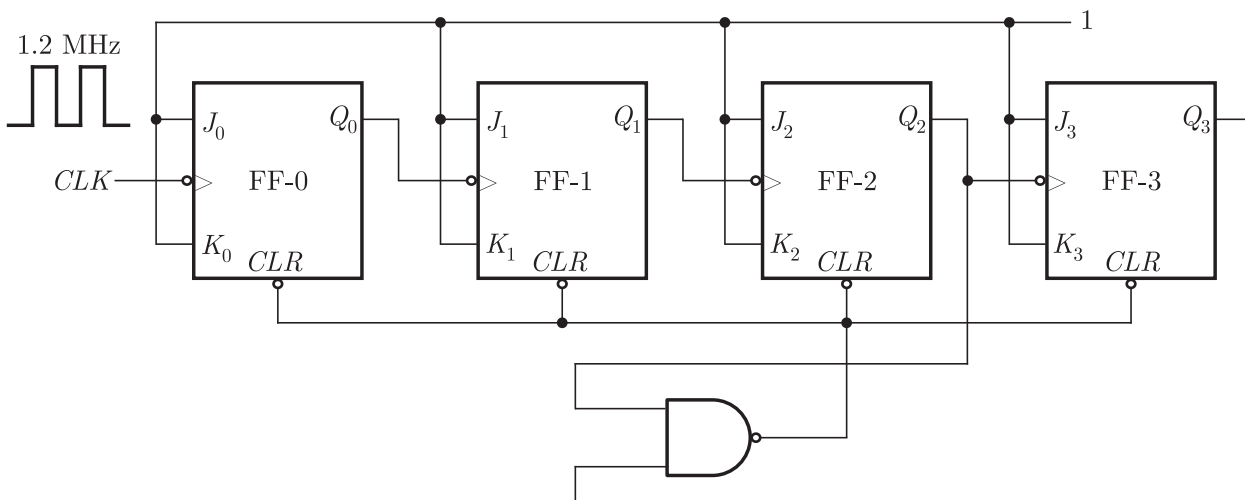 1
1.2 MHz
J0 Q0 J1 Q1 J2 Q2 J3 Q3
CLK FF-0 FF-1 FF-2 FF-3
K0 K1 K2 K3
CLR CLR CLR CLR